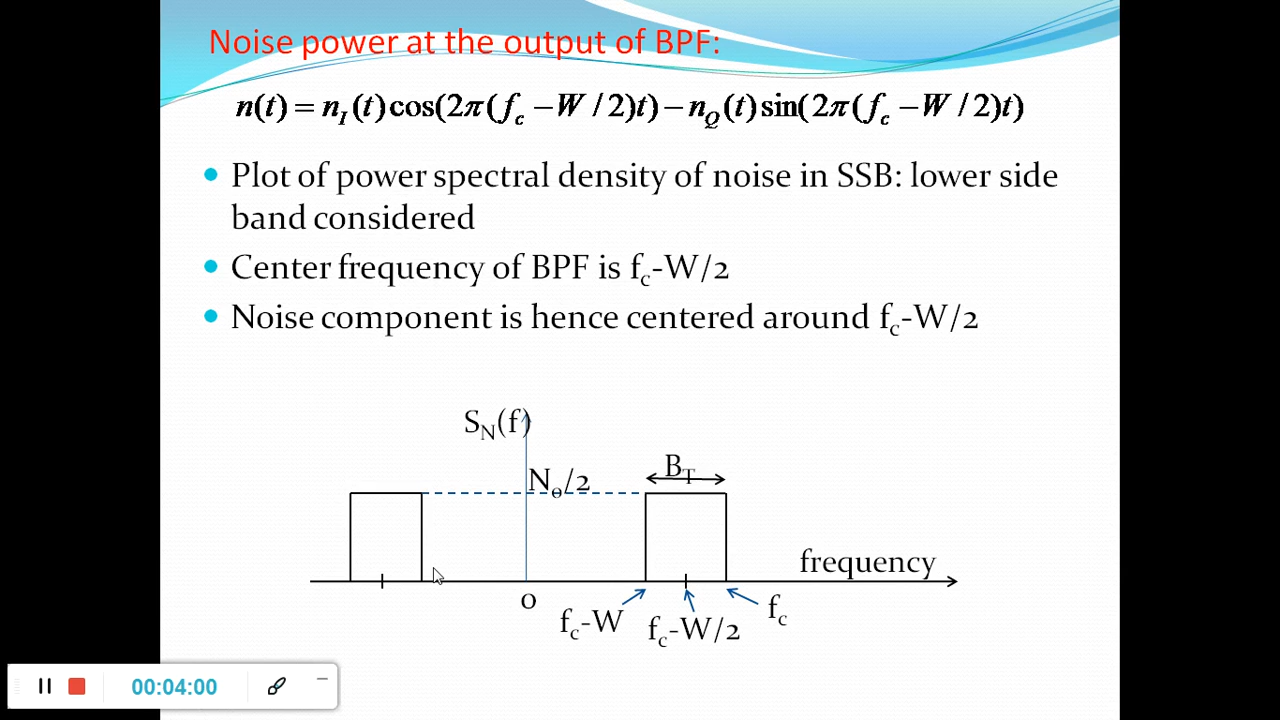 Noise power at the output of BPF:
n(t) = n_I(t)cos(2π(f_c − W / 2)t) − n_Q(t)sin(2π(f_c − W / 2)t)
• Plot of power spectral density of noise in SSB: lower side
band considered
• Center frequency of BPF is f_c-W/2
• Noise component is hence centered around f_c-W/2
S_N(f)
B_T
N_0/2
frequency
0
f_c-W
f_c-W/2
f_c
00:04:00